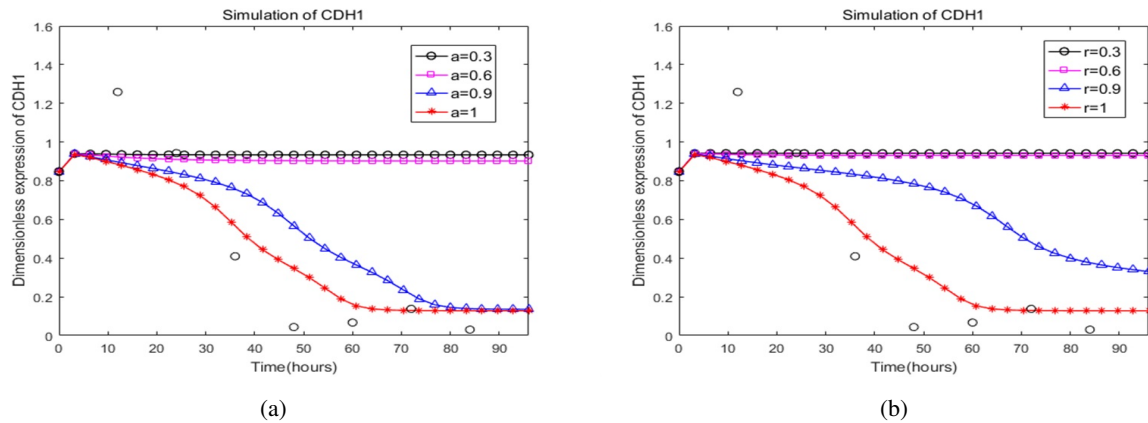 Simulation of CDH1
1.6
1.4
1.2
1
0.8
0.6
0.4
0.2
0
Dimensionless expression of CDH1
a=0.3
a=0.6
a=0.9
a=1
0 10 20 30 40 50 60 70 80 90
Time(hours)
(a)
Simulation of CDH1
1.6
1.4
1.2
1
0.8
0.6
0.4
0.2
0
Dimensionless expression of CDH1
r=0.3
r=0.6
r=0.9
r=1
0 10 20 30 40 50 60 70 80 90
Time(hours)
(b)